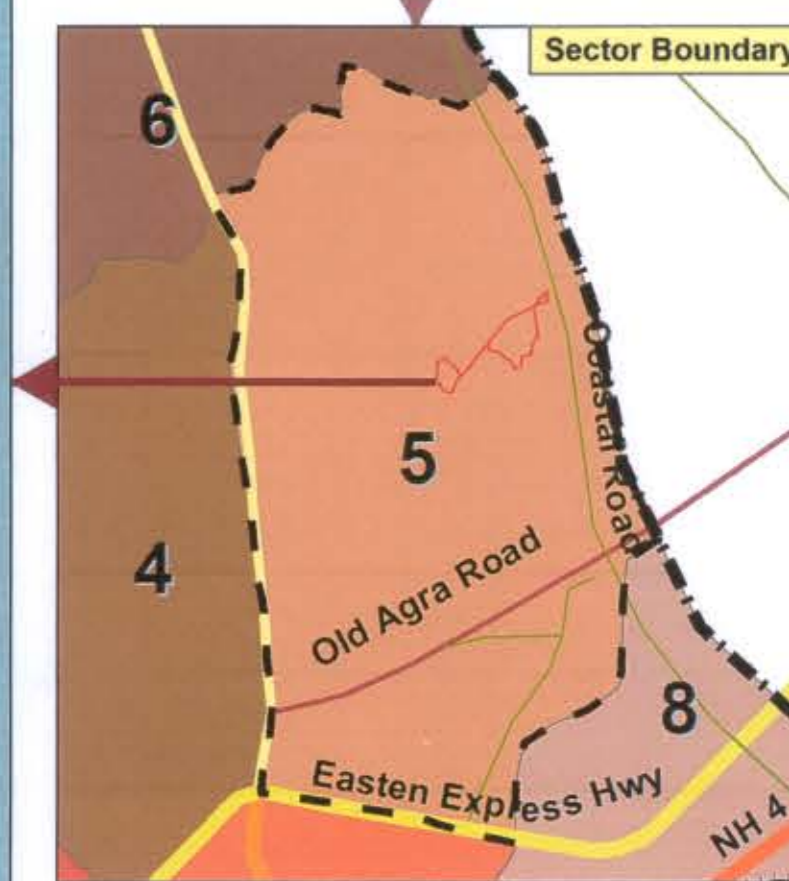 Sector Boundary
6
Coastal Road
5
4
Old Agra Road
8
Easten Express Hwy
NH 4